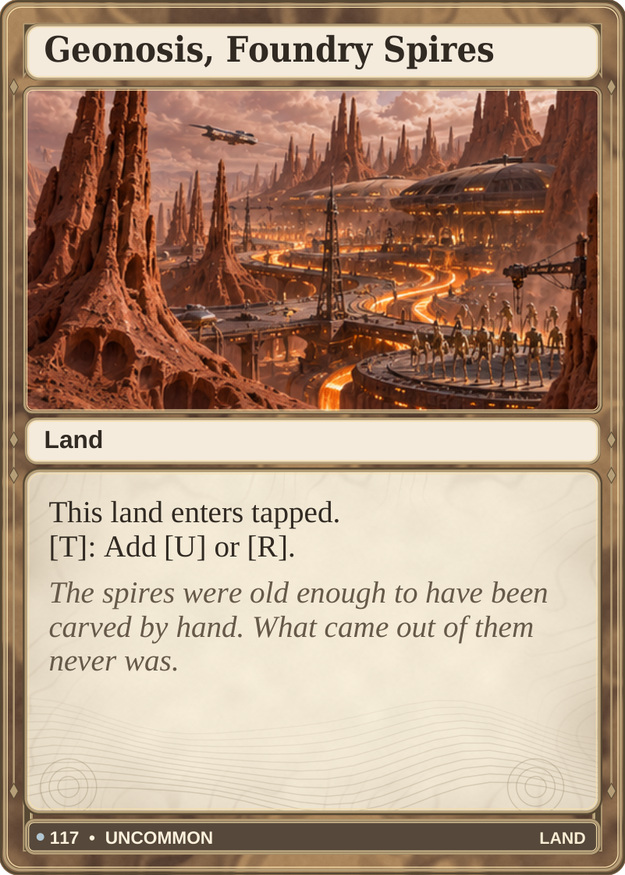 Geonosis, Foundry Spires
Land
This land enters tapped.
[T]: Add [U] or [R].
The spires were old enough to have been
carved by hand. What came out of them
never was.
117 • UNCOMMON
LAND